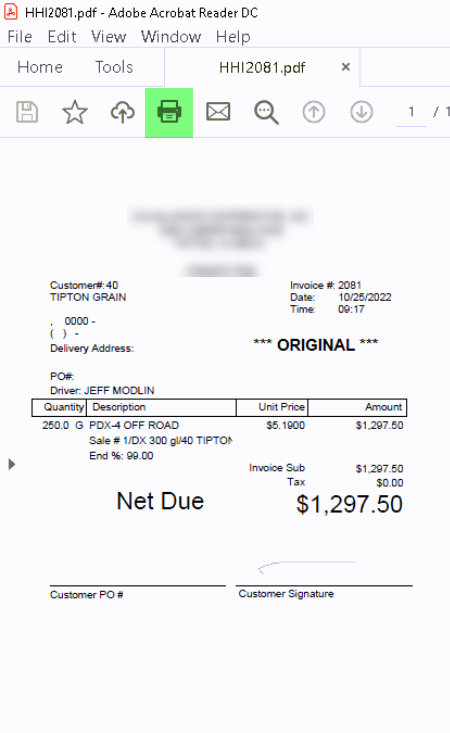 HHI2081.pdf - Adobe Acrobat Reader DC
File Edit View Window Help
Home Tools HHI2081.pdf ×
1 / 1
Customer#: 40
TIPTON GRAIN
, 0000 -
( ) -
Delivery Address:
Invoice #: 2081
Date: 10/25/2022
Time: 09:17
*** ORIGINAL ***
PO#:
Driver: JEFF MODLIN
Quantity Description Unit Price Amount
250.0 G PDX-4 OFF ROAD $5.1900 $1,297.50
Sale # 1/DX 300 gl/40 TIPTON
End %: 99.00
Invoice Sub $1,297.50
Tax $0.00
Net Due $1,297.50
Customer PO #
Customer Signature